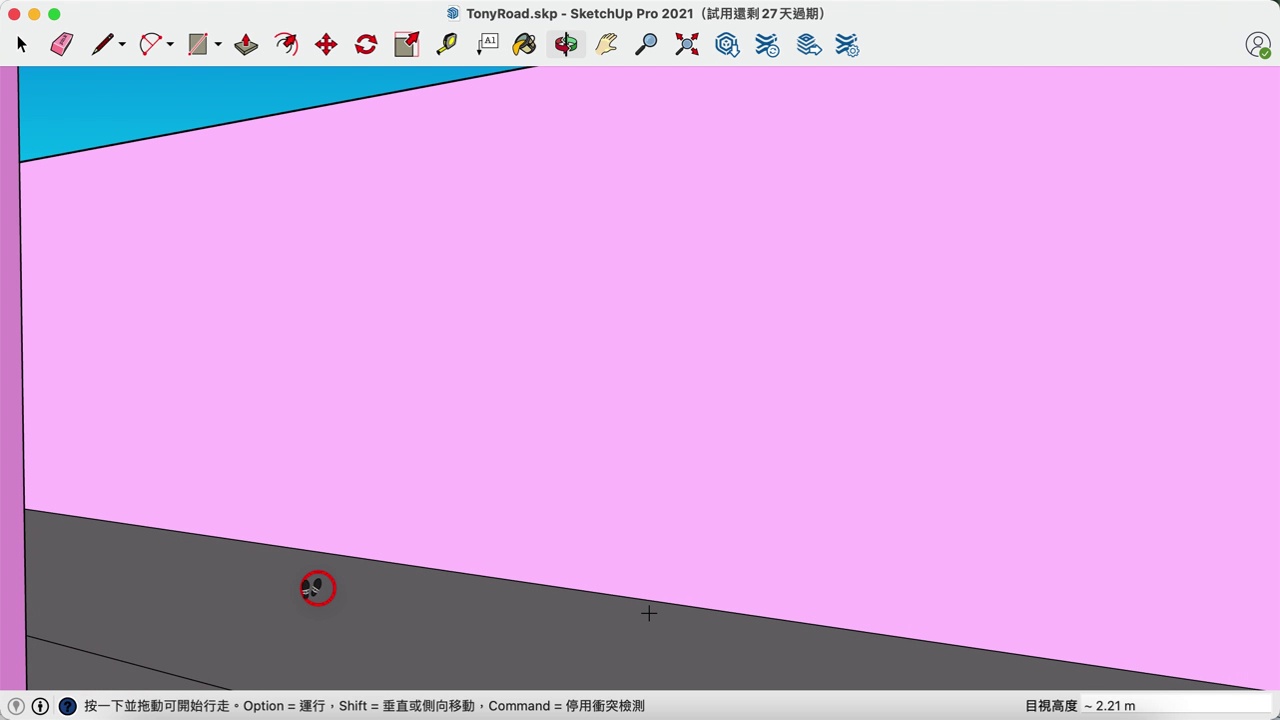 TonyRoad.skp - SketchUp Pro 2021（試用還剩27天過期）
A1
按一下並拖動可開始行走。Option = 運行，Shift = 垂直或側向移動，Command = 停用衝突檢測
目視高度 ~ 2.21 m